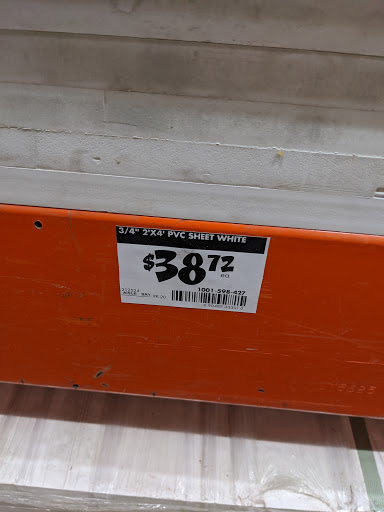 3/4" 2'X4' PVC SHEET WHITE
$38.72
EA
1001-598-427